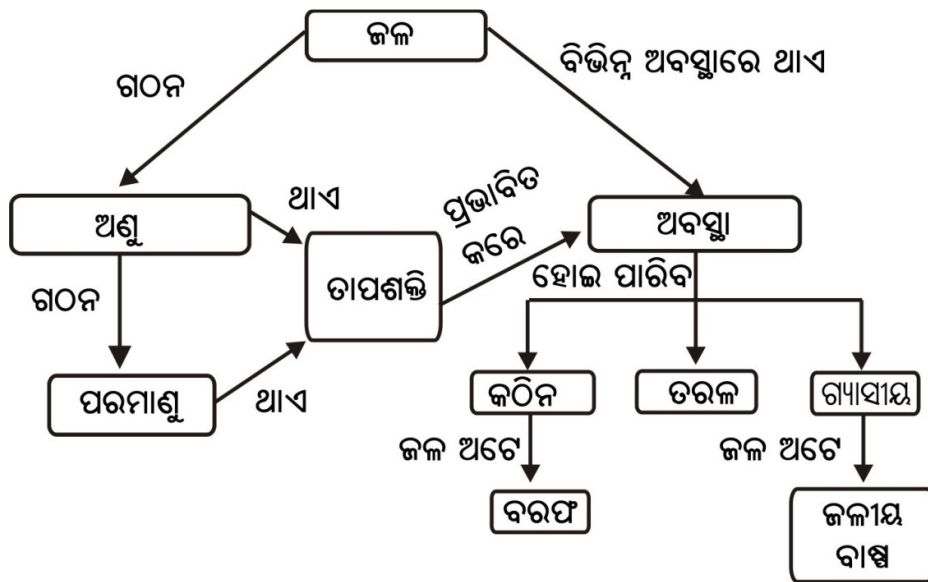 ଜଳ
ଗଠନ
ବିଭିନ୍ନ ଅବସ୍ଥାରେ ଥାଏ
ଅଣୁ
ଥାଏ
ପ୍ରଭାବିତ
କରେ
ଅବସ୍ଥା
ଗଠନ
ତାପଶକ୍ତି
ହୋଇ ପାରିବ
ପରମାଣୁ
ଥାଏ
କଠିନ
ତରଳ
ଗ୍ୟାସୀୟ
ଜଳ ଅଟେ
ଜଳ ଅଟେ
ବରଫ
ଜଳୀୟ
ବାଷ୍ପ